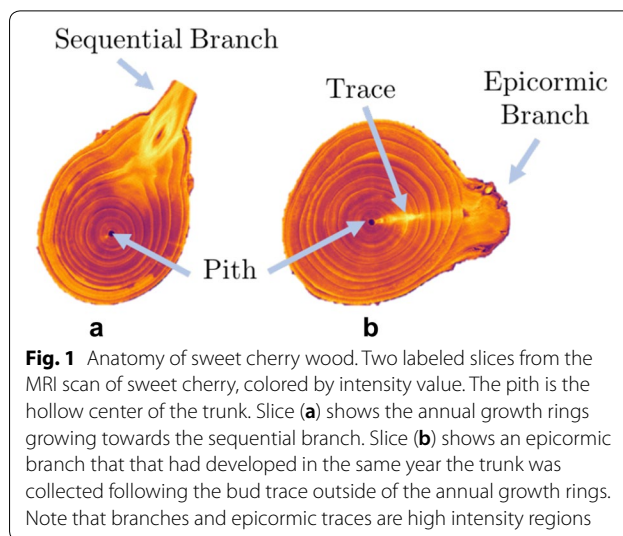 Sequential Branch
Trace
Epicormic
Branch
Pith
a
b
Fig. 1 Anatomy of sweet cherry wood. Two labeled slices from the
MRI scan of sweet cherry, colored by intensity value. The pith is the
hollow center of the trunk. Slice (a) shows the annual growth rings
growing towards the sequential branch. Slice (b) shows an epicormic
branch that that had developed in the same year the trunk was
collected following the bud trace outside of the annual growth rings.
Note that branches and epicormic traces are high intensity regions